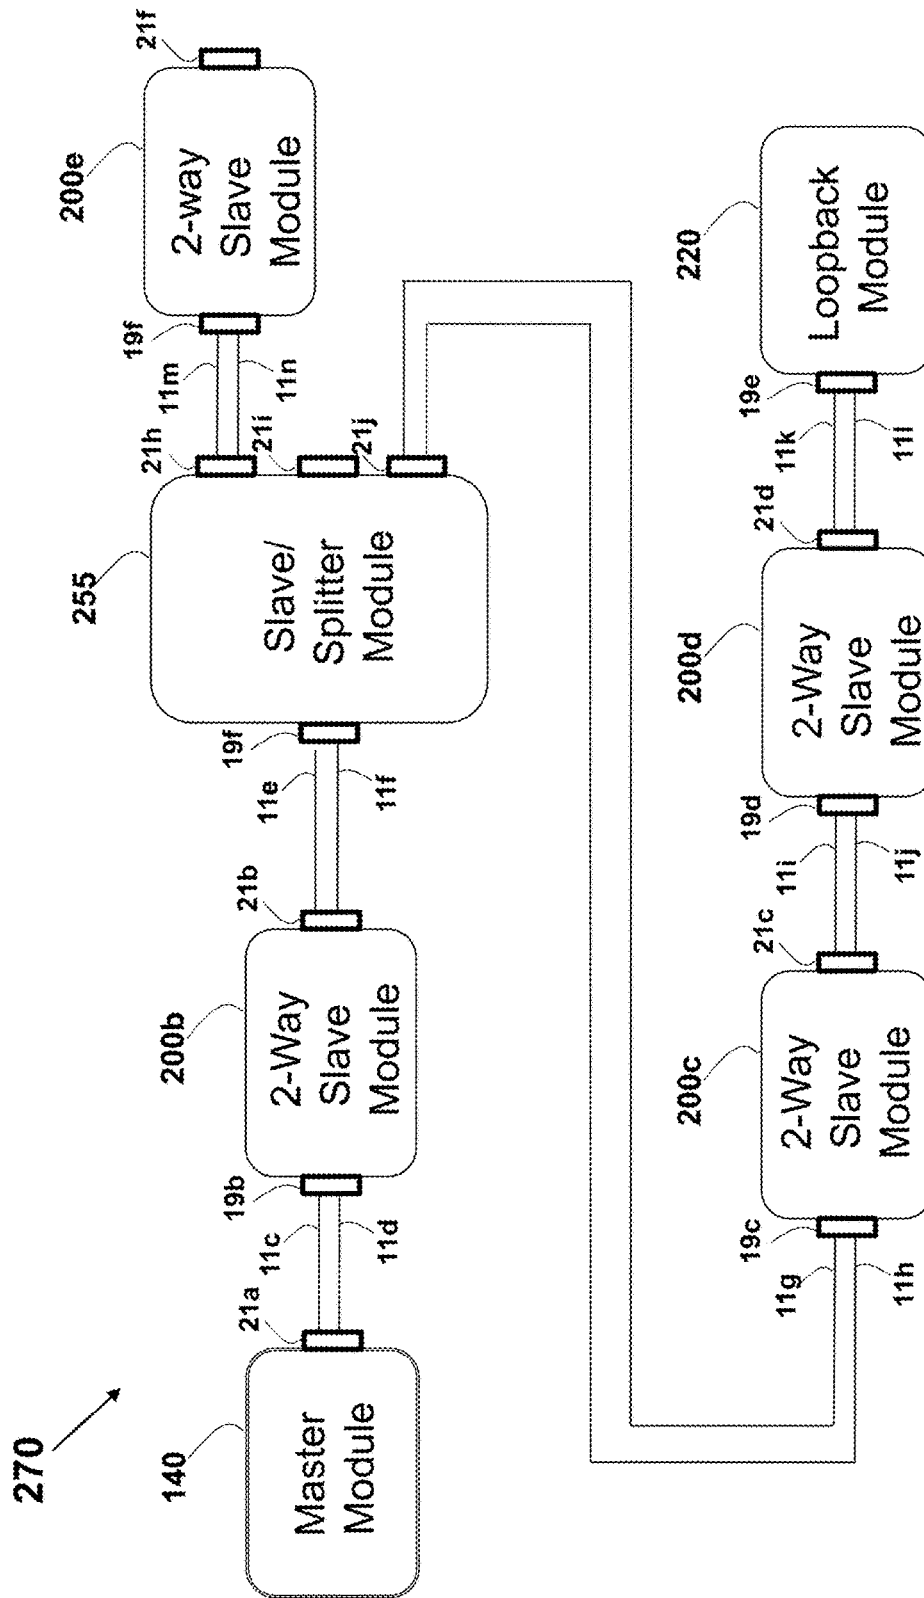 270
140
Master
Module
21a
11c
11d
19b
200b
2-Way
Slave
Module
21b
11e
11f
19f
255
Slave/
Splitter
Module
21h
21i
21j
11m
11n
19f
200e
2-way
Slave
Module
21f
11g
11h
19c
200c
2-Way
Slave
Module
21c
11i
11j
19d
200d
2-Way
Slave
Module
21d
11k
11l
19e
220
Loopback
Module